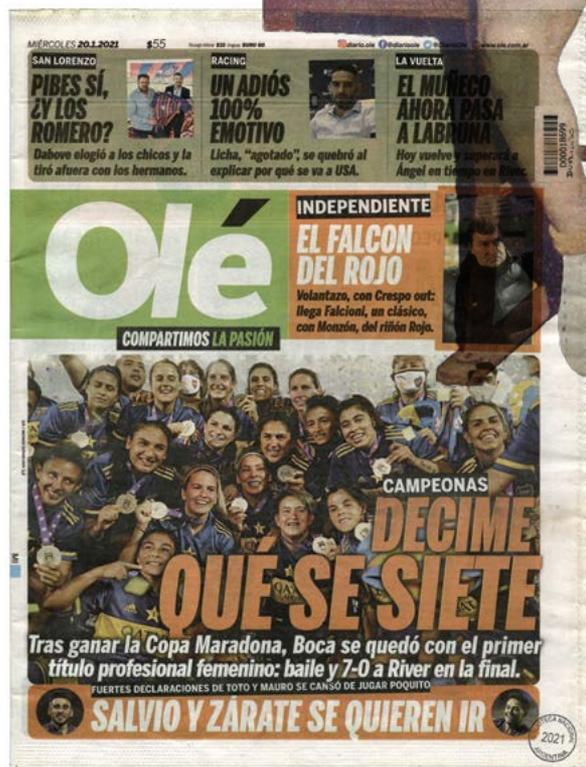 MIÉRCOLES 20.1.2021 $55
www.ole.com.ar
SAN LORENZO
PIBES SÍ,
¿Y LOS
ROMERO?
Dabove elogió a los chicos y la
tiró afuera con los hermanos.
RACING
UN ADIÓS
100%
EMOTIVO
Licha, "agotado", se quebró al
explicar por qué se va a USA.
LA VUELTA
EL MUÑECO
AHORA PASA
A LABRUNA
Hoy vuelve y superará a
Ángel en tiempo en River.
D00018699
Olé
COMPARTIMOS LA PASIÓN
INDEPENDIENTE
EL FALCON
DEL ROJO
Volantazo, con Crespo out:
llega Falcioni, un clásico,
con Monzón, del riñón Rojo.
CAMPEONAS
DECIME
QUÉ SE SIETE
Tras ganar la Copa Maradona, Boca se quedó con el primer
título profesional femenino: baile y 7-0 a River en la final.
FUERTES DECLARACIONES DE TOTO Y MAURO SE CANSÓ DE JUGAR POQUITO
SALVIO Y ZÁRATE SE QUIEREN IR
2021